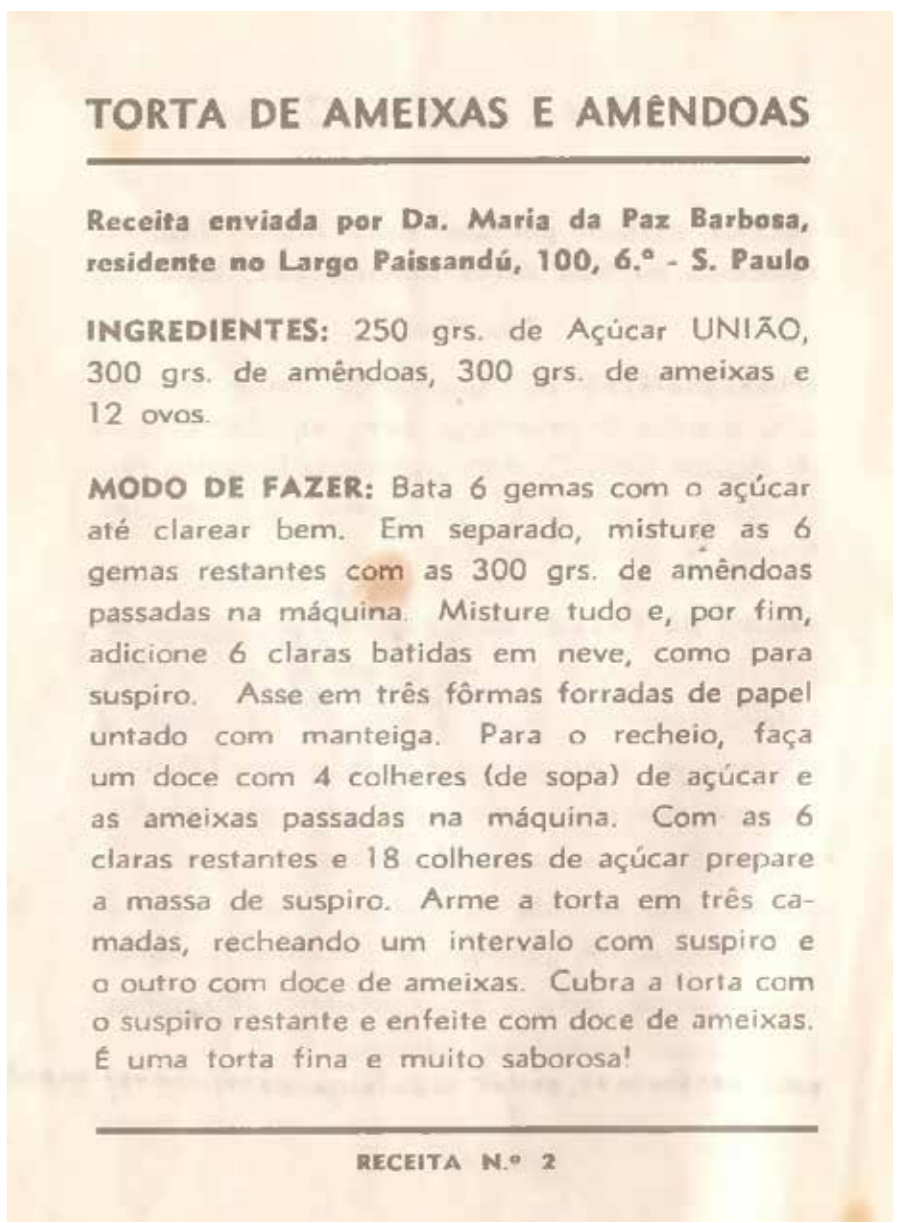 TORTA DE AMEIXAS E AMÊNDOAS
Receita enviada por Da. Maria da Paz Barbosa,
residente no Largo Paissandú, 100, 6.º - S. Paulo
INGREDIENTES: 250 grs. de Açúcar UNIÃO,
300 grs. de amêndoas, 300 grs. de ameixas e
12 ovos.
MODO DE FAZER: Bata 6 gemas com o açúcar
até clarear bem. Em separado, misture as 6
gemas restantes com as 300 grs. de amêndoas
passadas na máquina. Misture tudo e, por fim,
adicione 6 claras batidas em neve, como para
suspiro. Asse em três fôrmas forradas de papel
untado com manteiga. Para o recheio, faça
um doce com 4 colheres (de sopa) de açúcar e
as ameixas passadas na máquina. Com as 6
claras restantes e 18 colheres de açúcar prepare
a massa de suspiro. Arme a torta em três ca-
madas, recheando um intervalo com suspiro e
o outro com doce de ameixas. Cubra a torta com
o suspiro restante e enfeite com doce de ameixas.
É uma torta fina e muito saborosa!
RECEITA N.º 2